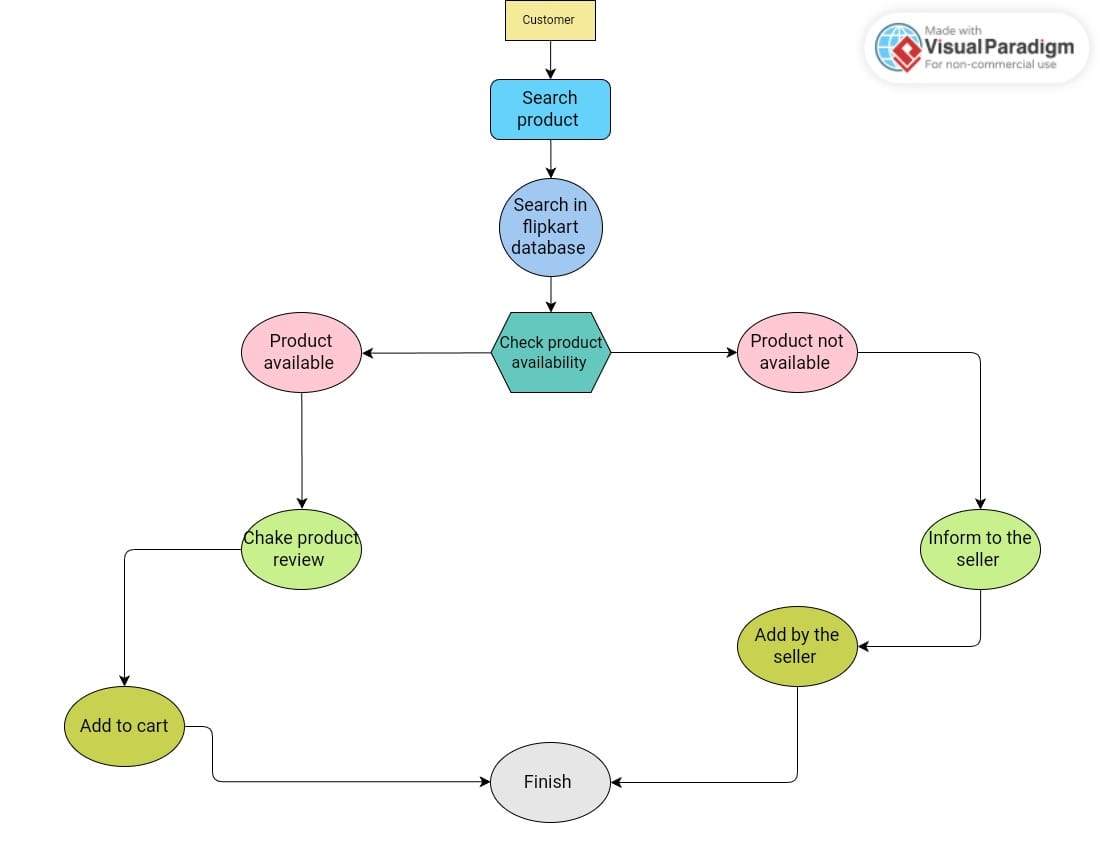 Customer
Made with
Visual Paradigm
For non-commercial use
Search
product
Search in
flipkart
database
Product
available
Check product
availability
Product not
available
Chake product
review
Inform to the
seller
Add by the
seller
Add to cart
Finish